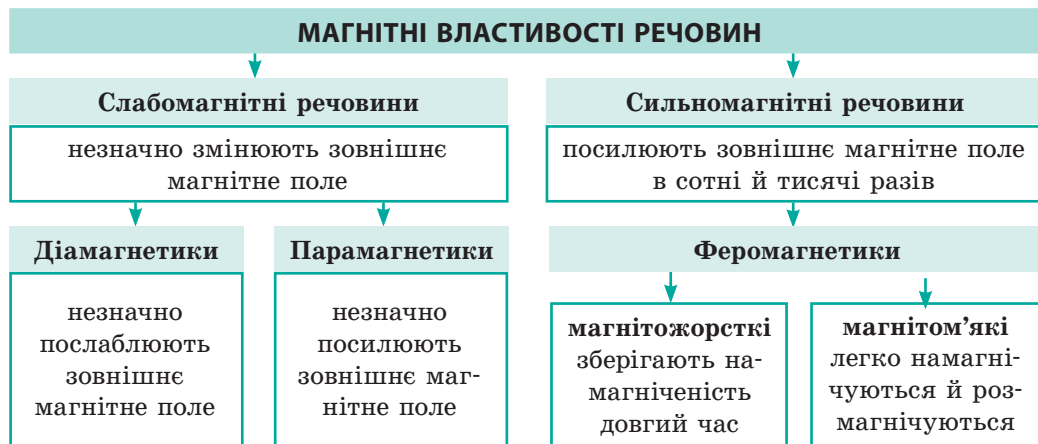 МАГНІТНІ ВЛАСТИВОСТІ РЕЧОВИН
Слабомагнітні речовини
незначно змінюють зовнішнє
магнітне поле
Діамагнетики
незначно
послаблюють
зовнішнє
магнітне поле
Парамагнетики
незначно
посилюють
зовнішнє маг-
нітне поле
Сильномагнітні речовини
посилюють зовнішнє магнітне поле
в сотні й тисячі разів
Феромагнетики
магнітожорсткі
зберігають на-
магніченість
довгий час
магнітом’які
легко намагні-
чуються й роз-
магнічуються